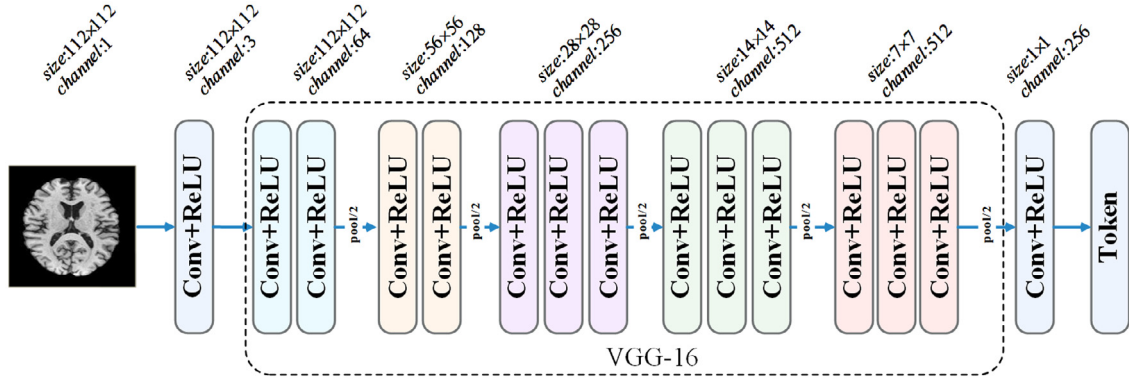 size:112×112
channel:1
size:112×112
channel:3
size:112×112
channel:64
size:56×56
channel:128
size:28×28
channel:256
size:14×14
channel:512
size:7×7
channel:512
size:1×1
channel:256
Conv+ReLU
Conv+ReLU
Conv+ReLU
pool/2
Conv+ReLU
Conv+ReLU
pool/2
Conv+ReLU
Conv+ReLU
Conv+ReLU
pool/2
Conv+ReLU
Conv+ReLU
Conv+ReLU
pool/2
Conv+ReLU
Conv+ReLU
Conv+ReLU
pool/2
Conv+ReLU
Token
VGG-16